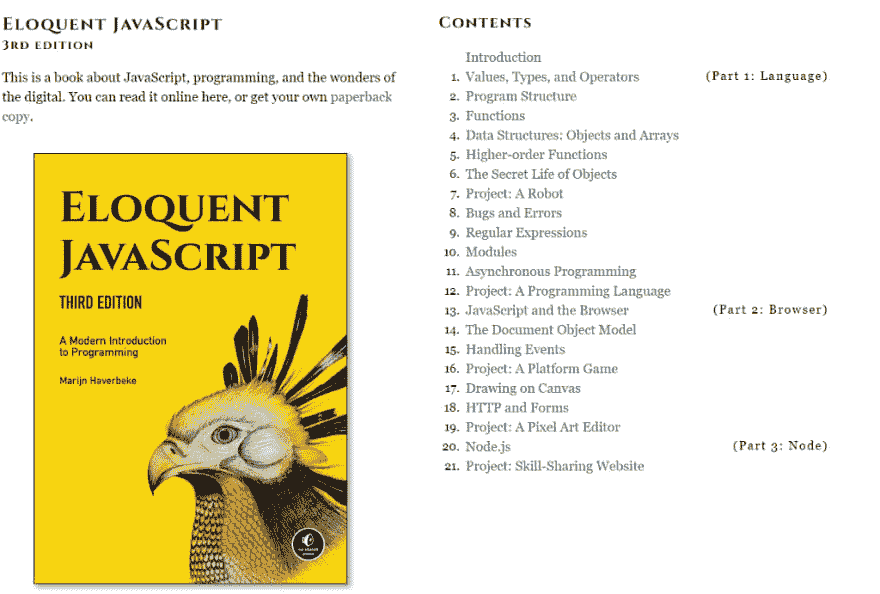 Eloquent JavaScript
3rd edition
This is a book about JavaScript, programming, and the wonders of
the digital. You can read it online here, or get your own paperback
copy.
Eloquent
JavaScript
THIRD EDITION
A Modern Introduction
to Programming
Marijn Haverbeke
Contents
Introduction
1. Values, Types, and Operators (Part 1: Language)
2. Program Structure
3. Functions
4. Data Structures: Objects and Arrays
5. Higher-order Functions
6. The Secret Life of Objects
7. Project: A Robot
8. Bugs and Errors
9. Regular Expressions
10. Modules
11. Asynchronous Programming
12. Project: A Programming Language
13. JavaScript and the Browser (Part 2: Browser)
14. The Document Object Model
15. Handling Events
16. Project: A Platform Game
17. Drawing on Canvas
18. HTTP and Forms
19. Project: A Pixel Art Editor
20. Node.js (Part 3: Node)
21. Project: Skill-Sharing Website